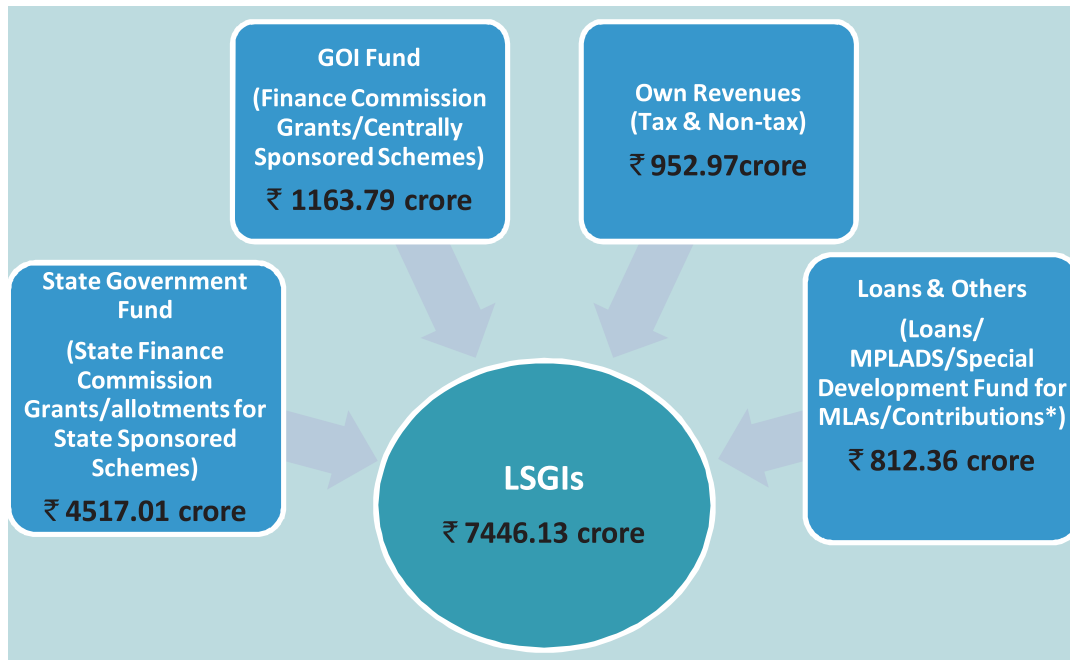 GOI Fund
(Finance Commission
Grants/Centrally
Sponsored Schemes)
₹ 1163.79 crore
Own Revenues
(Tax & Non-tax)
₹ 952.97crore
State Government
Fund
(State Finance
Commission
Grants/allotments for
State Sponsored
Schemes)
₹ 4517.01 crore
Loans & Others
(Loans/
MPLADS/Special
Development Fund for
MLAs/Contributions*)
₹ 812.36 crore
LSGIs
₹ 7446.13 crore